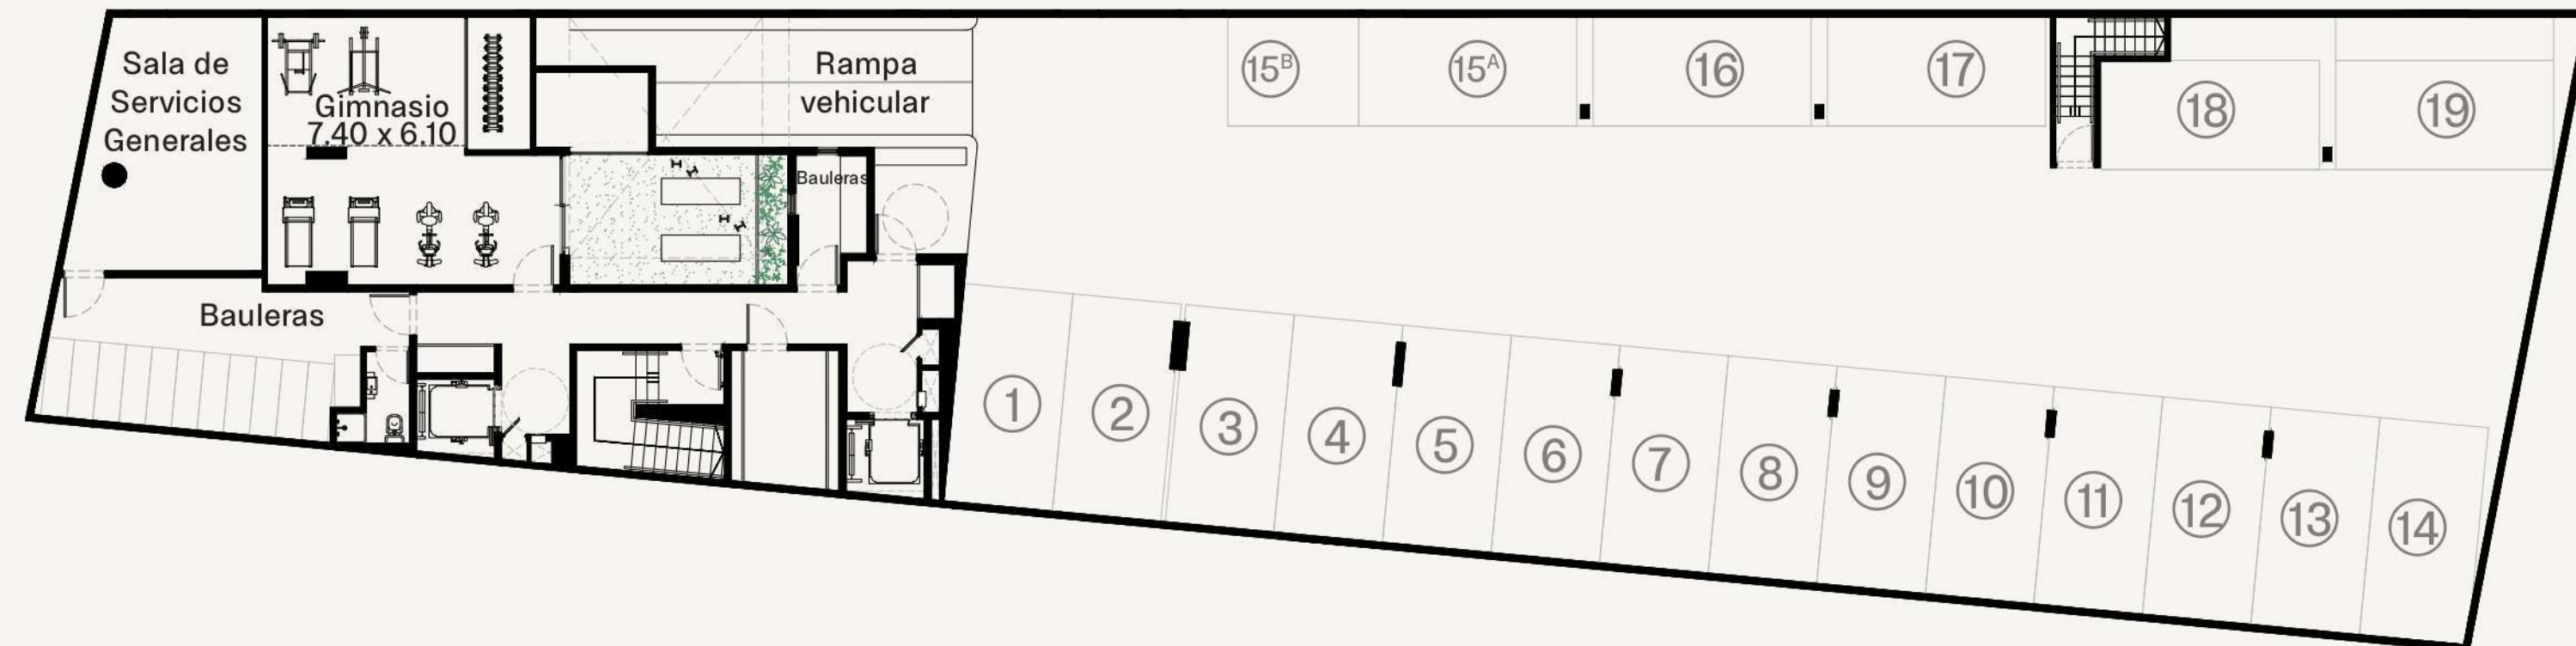 Sala de
Servicios
Generales
Gimnasio
7.40 x 6.10
Rampa
vehicular
Bauleras
Bauleras
15B
15A
16
17
18
19
1
2
3
4
5
6
7
8
9
10
11
12
13
14